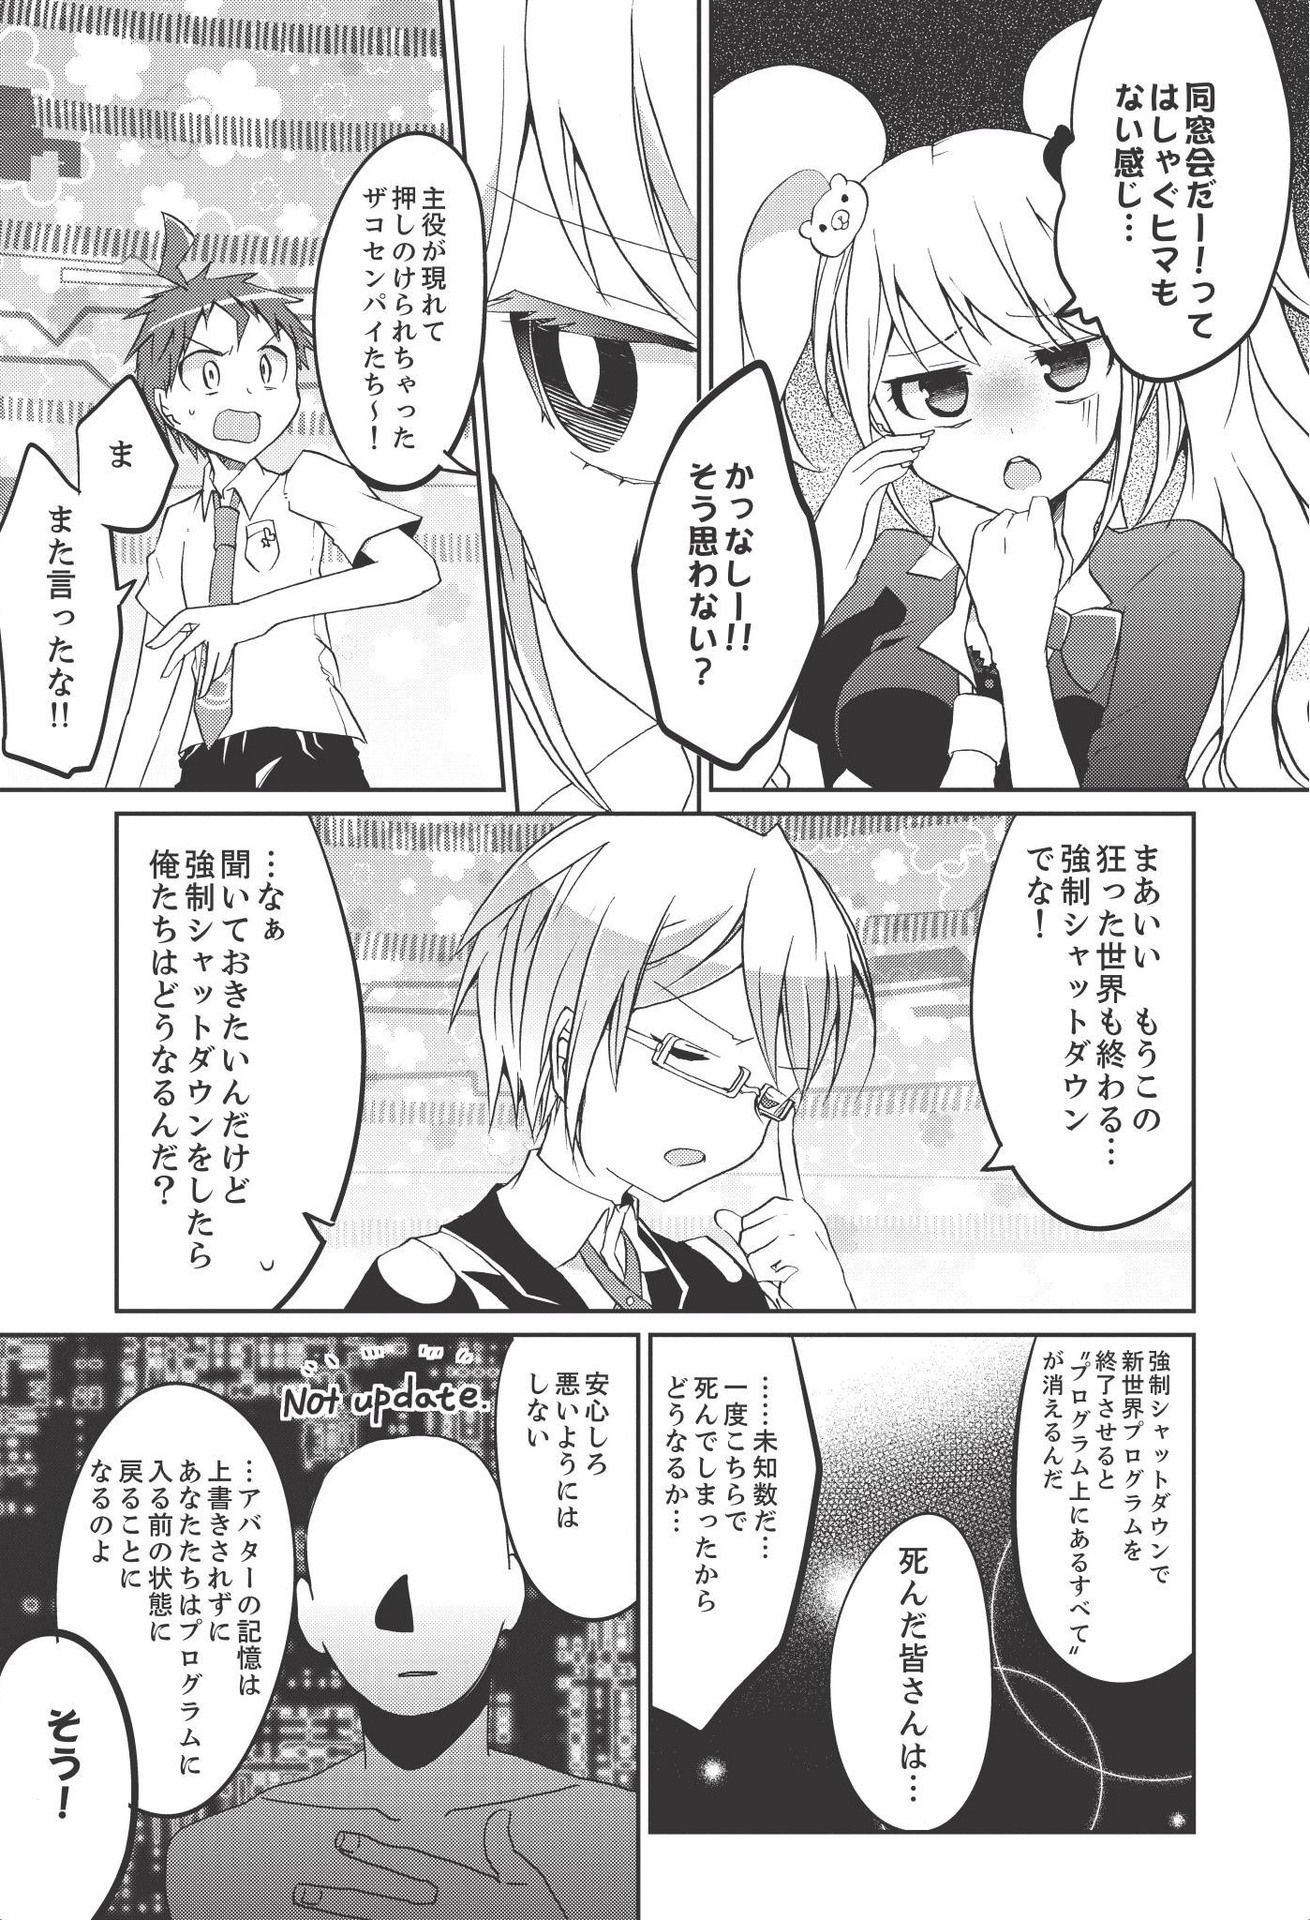 同窓会だー！って
はしゃぐヒマも
ない感じ…
かっなしー!!
そう思わない？
主役が現れて
押しのけられちゃった
ザコセンパイたち～！
ま
また言ったな!!
まあいい　もうこの
狂った世界も終わる…
強制シャットダウン
でな！
…なぁ
聞いておきたいんだけど
強制シャットダウンをしたら
俺たちはどうなるんだ？
強制シャットダウンで
新世界プログラムを
終了させると
〝プログラム上にあるすべて〟
が消えるんだ
死んだ皆さんは…
……未知数だ…
一度こちらで
死んでしまったから
どうなるか…
安心しろ
悪いようには
しない
Not update.
…アバターの記憶は
上書きされずに
あなたたちはプログラムに
入る前の状態に
戻ることに
なるのよ
そう！